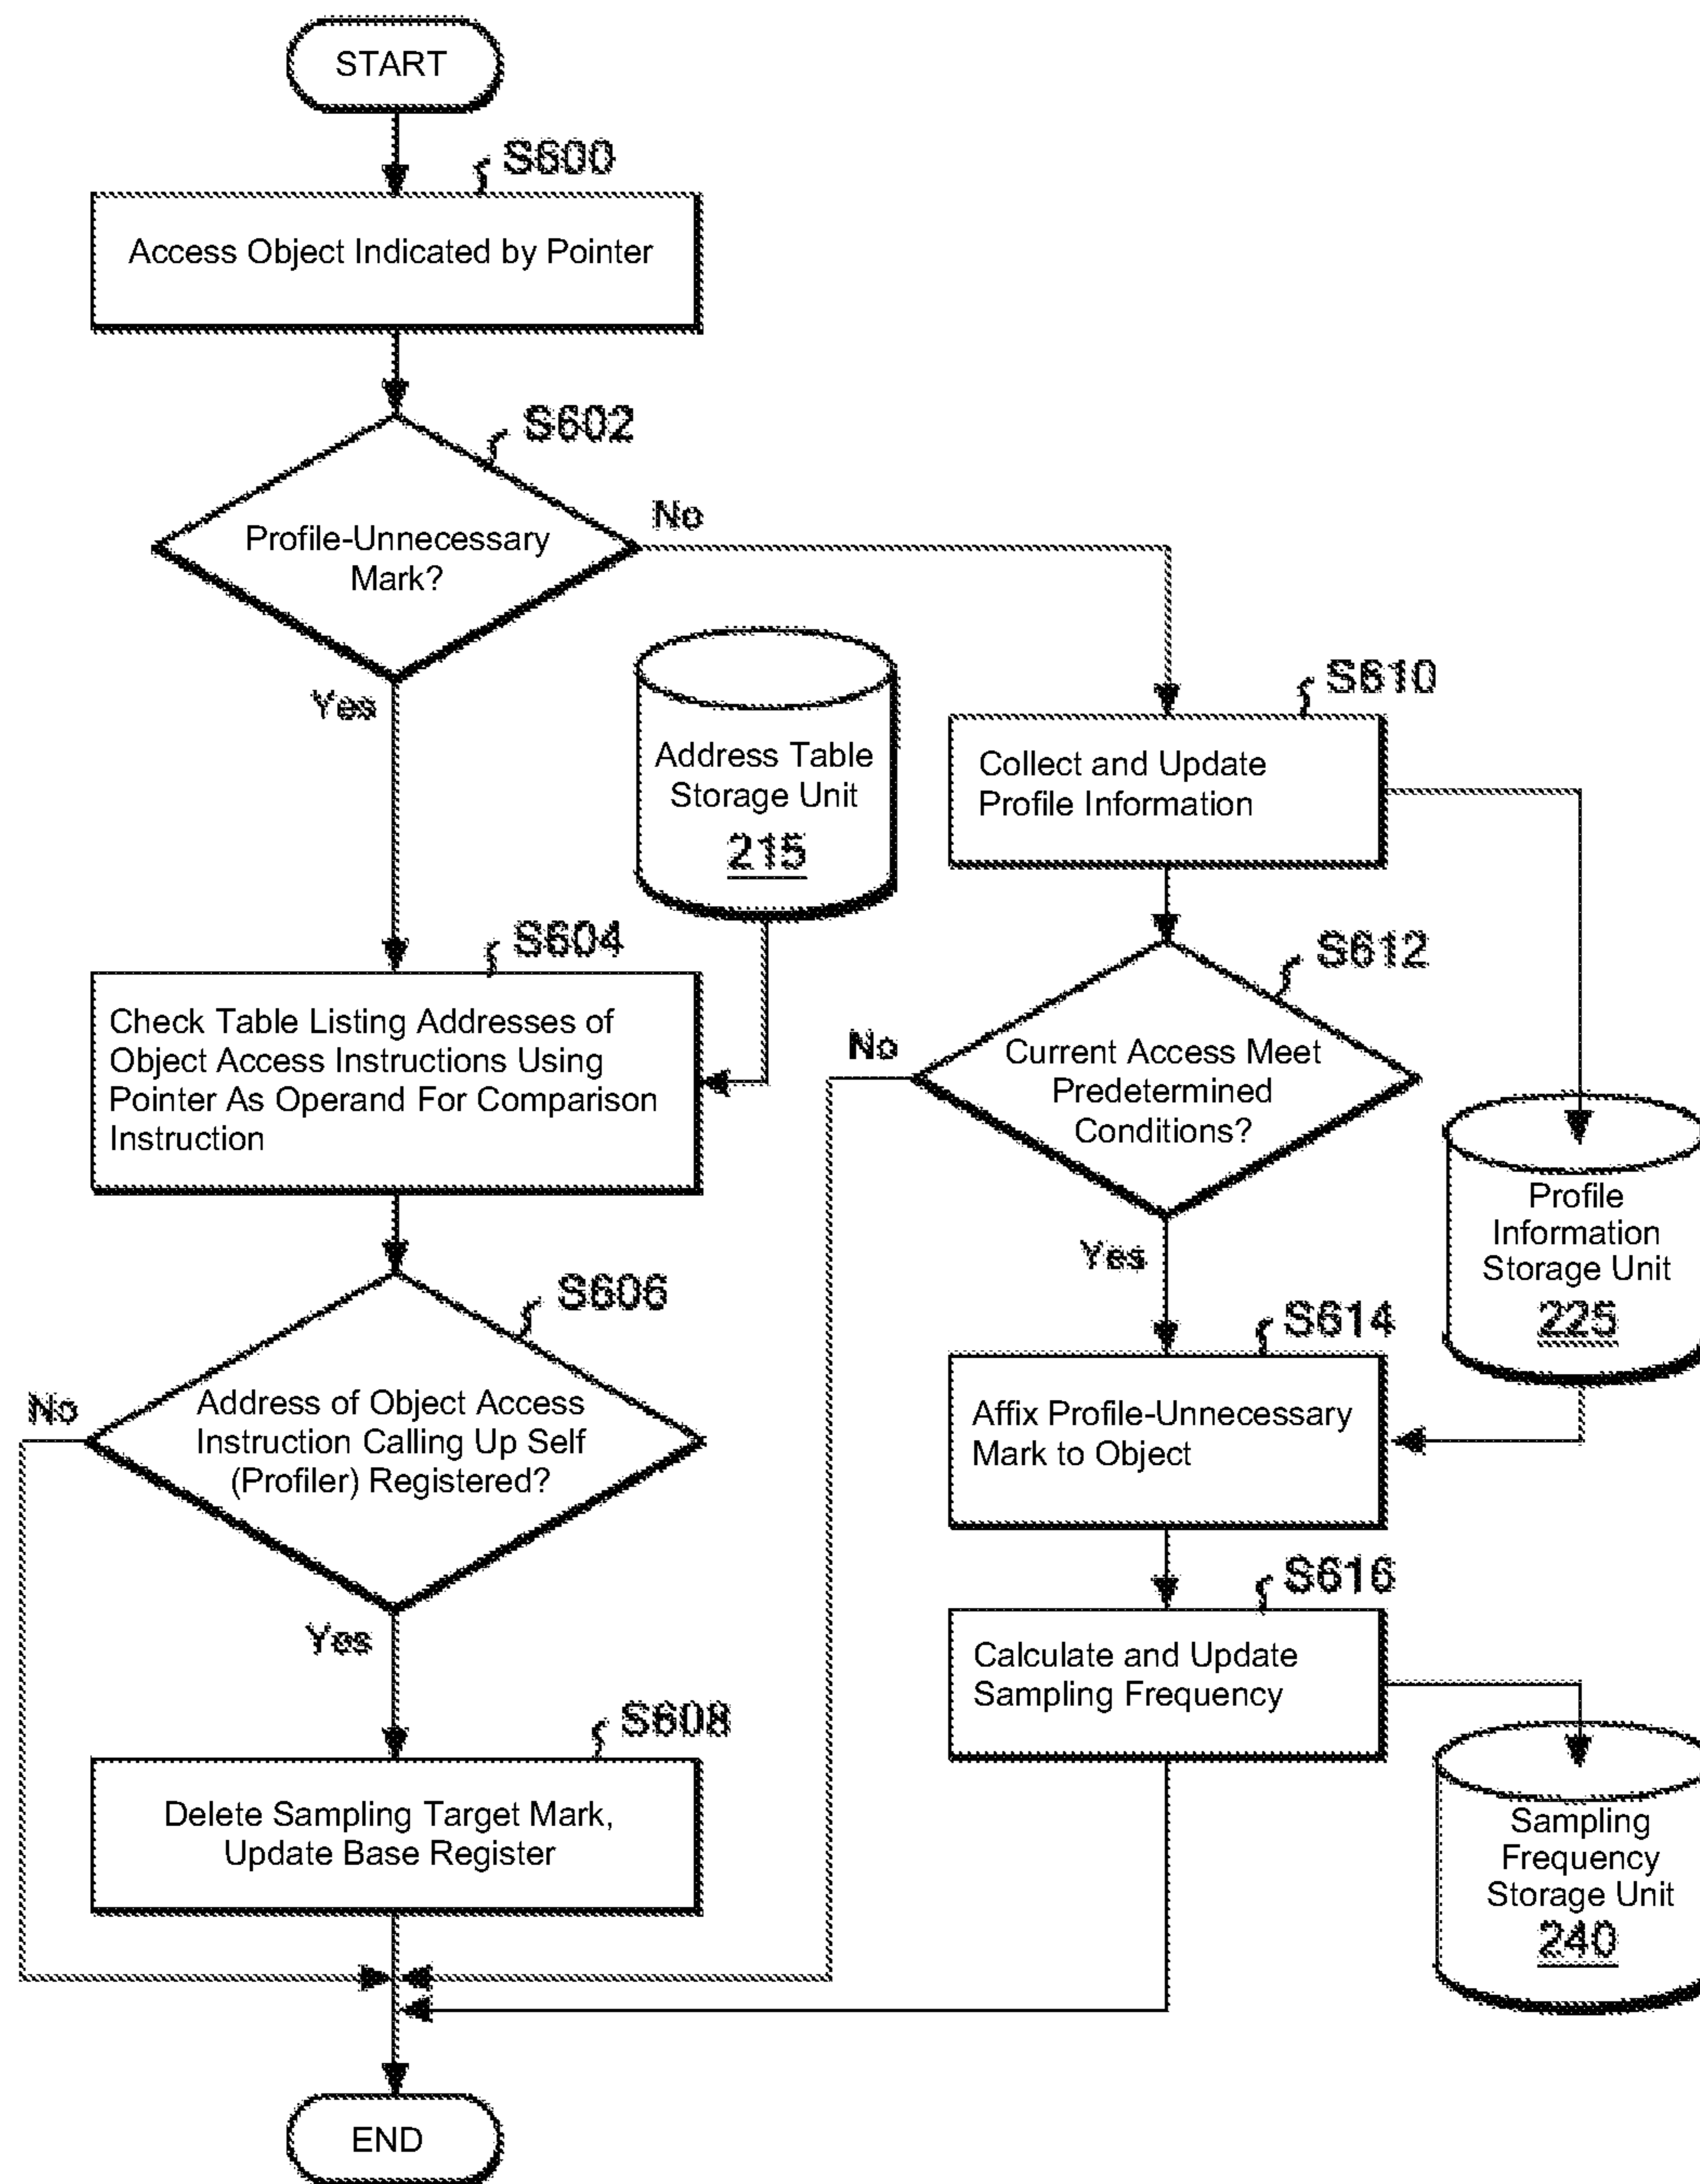 START
S600
Access Object Indicated by Pointer
S602
No
Profile-Unnecessary
Mark?
Yes
Address Table
Storage Unit
215
S610
Collect and Update
Profile Information
S604
Check Table Listing Addresses of
Object Access Instructions Using
Pointer As Operand For Comparison
Instruction
S612
No
Current Access Meet
Predetermined
Conditions?
Yes
Profile
Information
Storage Unit
225
S606
No
Address of Object Access
Instruction Calling Up Self
(Profiler) Registered?
Yes
S614
Affix Profile-Unnecessary
Mark to Object
S616
Calculate and Update
Sampling Frequency
S608
Delete Sampling Target Mark,
Update Base Register
Sampling
Frequency
Storage Unit
240
END